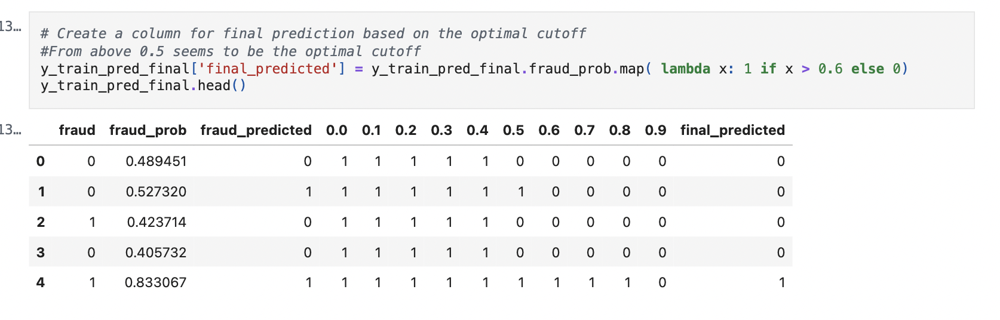 13…
# Create a column for final prediction based on the optimal cutoff
#From above 0.5 seems to be the optimal cutoff
y_train_pred_final['final_predicted'] = y_train_pred_final.fraud_prob.map( lambda x: 1 if x > 0.6 else 0)
y_train_pred_final.head()
13…
fraud fraud_prob fraud_predicted 0.0 0.1 0.2 0.3 0.4 0.5 0.6 0.7 0.8 0.9 final_predicted
0 0 0.489451 0 1 1 1 1 1 0 0 0 0 0 0
1 0 0.527320 1 1 1 1 1 1 1 0 0 0 0 0
2 1 0.423714 0 1 1 1 1 1 0 0 0 0 0 0
3 0 0.405732 0 1 1 1 1 1 0 0 0 0 0 0
4 1 0.833067 1 1 1 1 1 1 1 1 1 1 0 1